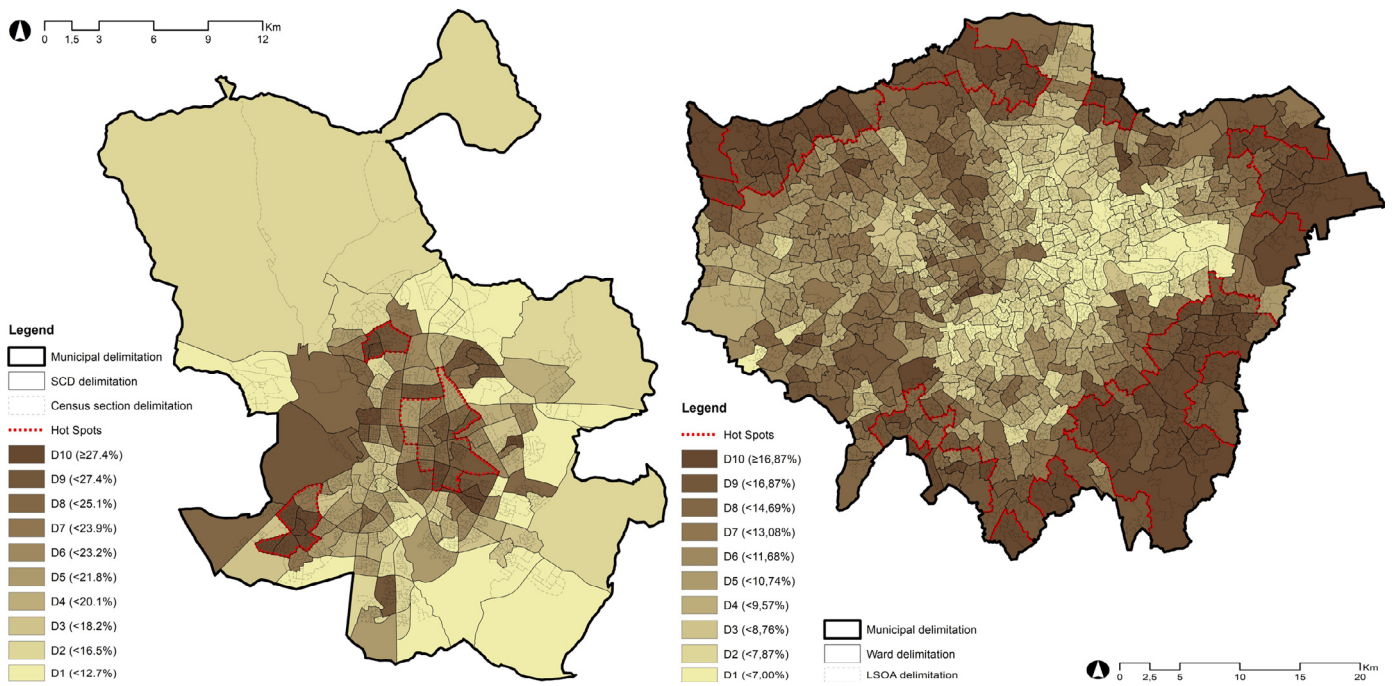 Km
0 1,5 3 6 9 12
Legend
Municipal delimitation
SCD delimitation
Census section delimitation
Hot Spots
D10 (≥27.4%)
D9 (<27.4%)
D8 (<25.1%)
D7 (<23.9%)
D6 (<23.2%)
D5 (<21.8%)
D4 (<20.1%)
D3 (<18.2%)
D2 (<16.5%)
D1 (<12.7%)
Legend
Hot Spots
D10 (≥16,87%)
D9 (<16,87%)
D8 (<14,69%)
D7 (<13,08%)
D6 (<11,68%)
D5 (<10,74%)
D4 (<9,57%)
D3 (<8,76%)
D2 (<7,87%)
D1 (<7,00%)
Municipal delimitation
Ward delimitation
LSOA delimitation
Km
0 2,5 5 10 15 20